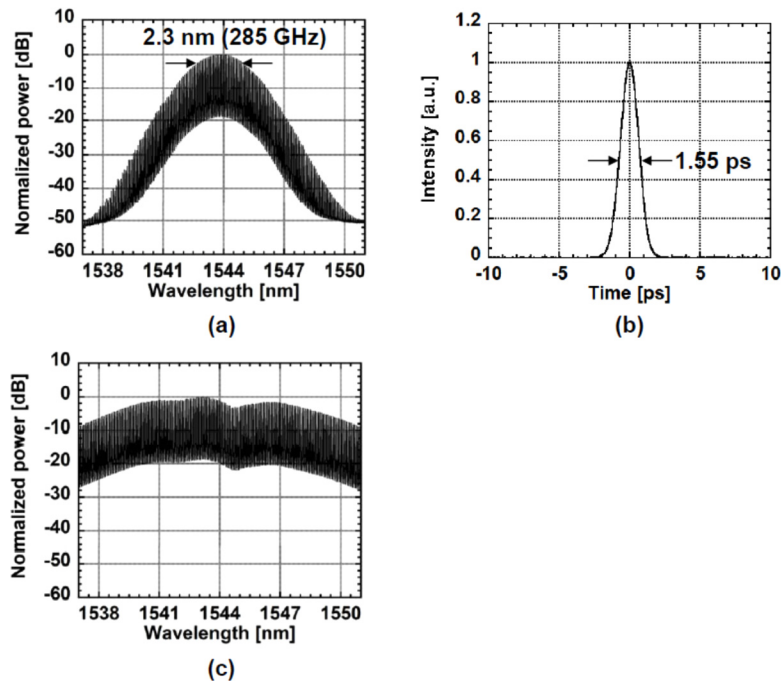 Normalized power [dB]
10
0
-10
-20
-30
-40
-50
-60
2.3 nm (285 GHz)
1538 1541 1544 1547 1550
Wavelength [nm]
(a)
Intensity [a.u.]
1.2
1
0.8
0.6
0.4
0.2
0
1.55 ps
-10 -5 0 5 10
Time [ps]
(b)
Normalized power [dB]
10
0
-10
-20
-30
-40
-50
-60
1538 1541 1544 1547 1550
Wavelength [nm]
(c)